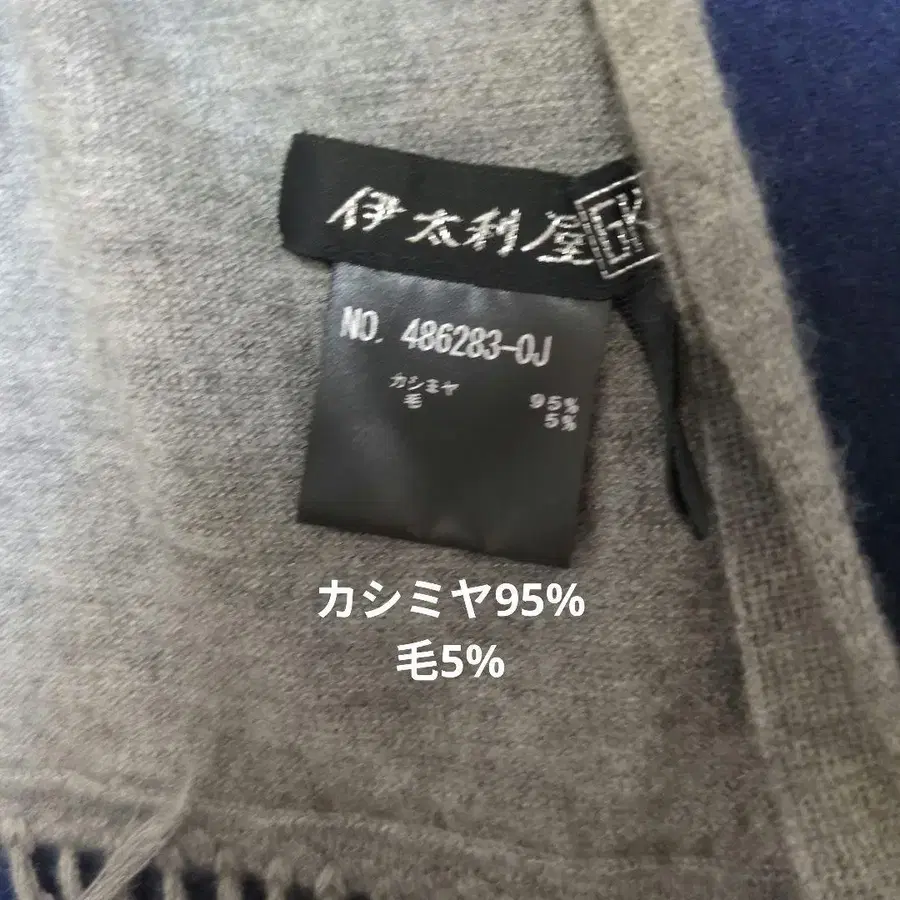 伊太利屋
GK
NO. 486283-0J
カシミヤ 95%
毛 5%
カシミヤ95%
毛5%